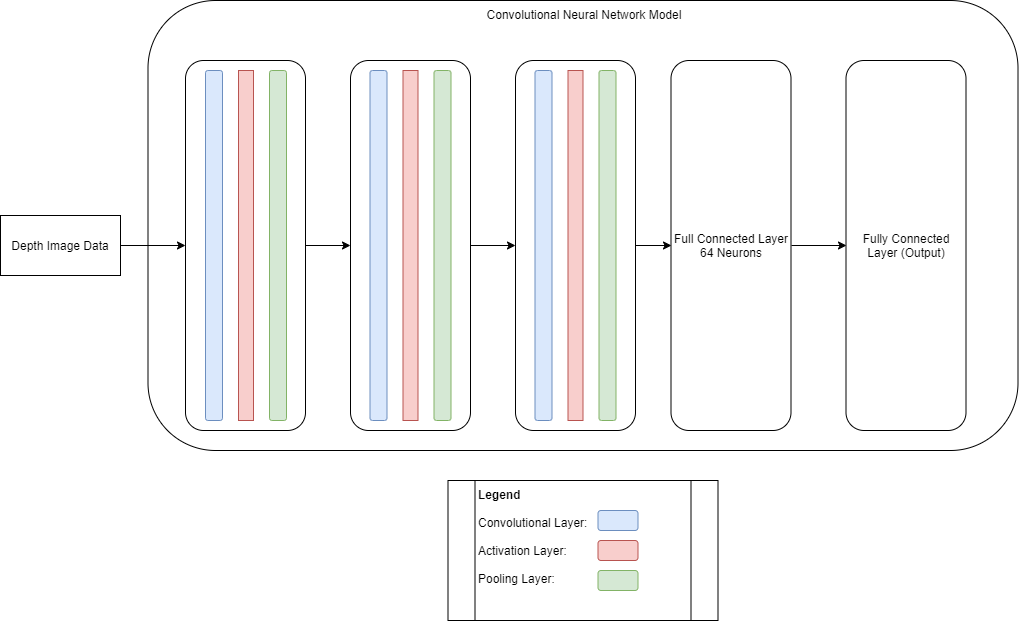 Convolutional Neural Network Model
Depth Image Data
Full Connected Layer
64 Neurons
Fully Connected
Layer (Output)
Legend
Convolutional Layer:
Activation Layer:
Pooling Layer: